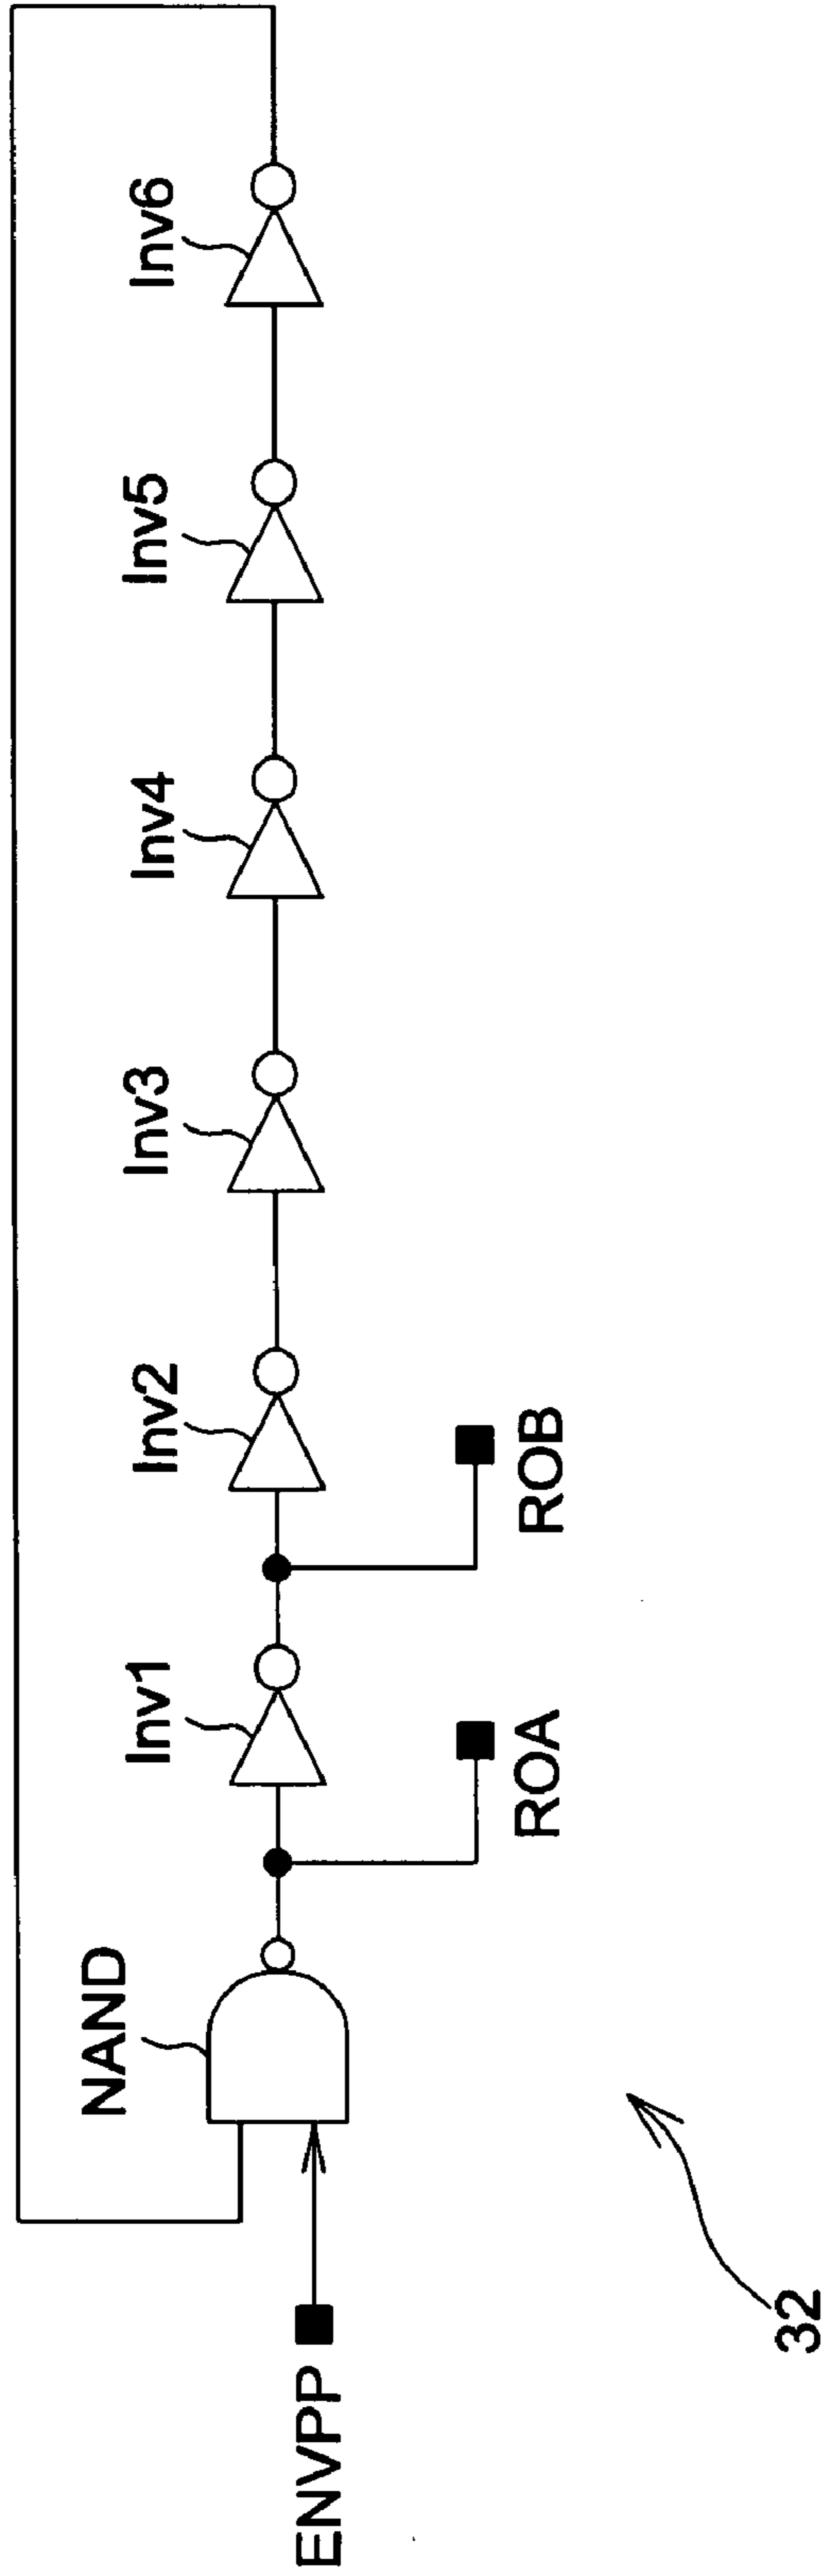 NAND
Inv1
Inv2
Inv3
Inv4
Inv5
Inv6
ENVPP
ROA
ROB
32